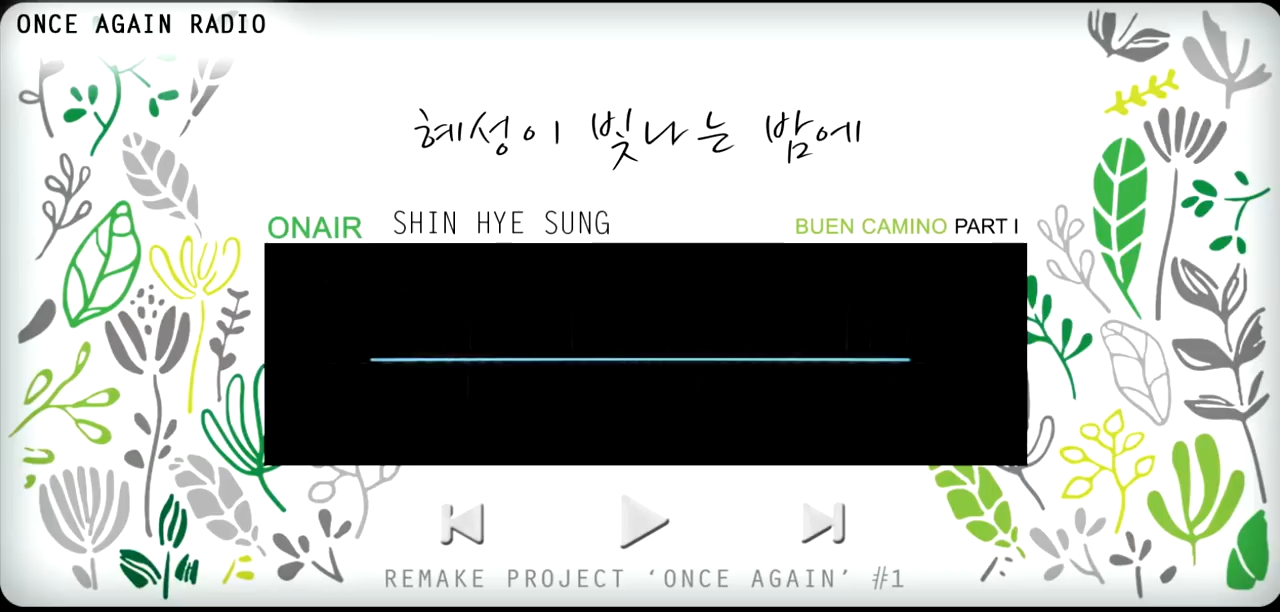 ONCE AGAIN RADIO
혜성이 빛나는 밤에
ONAIR SHIN HYE SUNG BUEN CAMINO PART I
REMAKE PROJECT ‘ONCE AGAIN’ #1